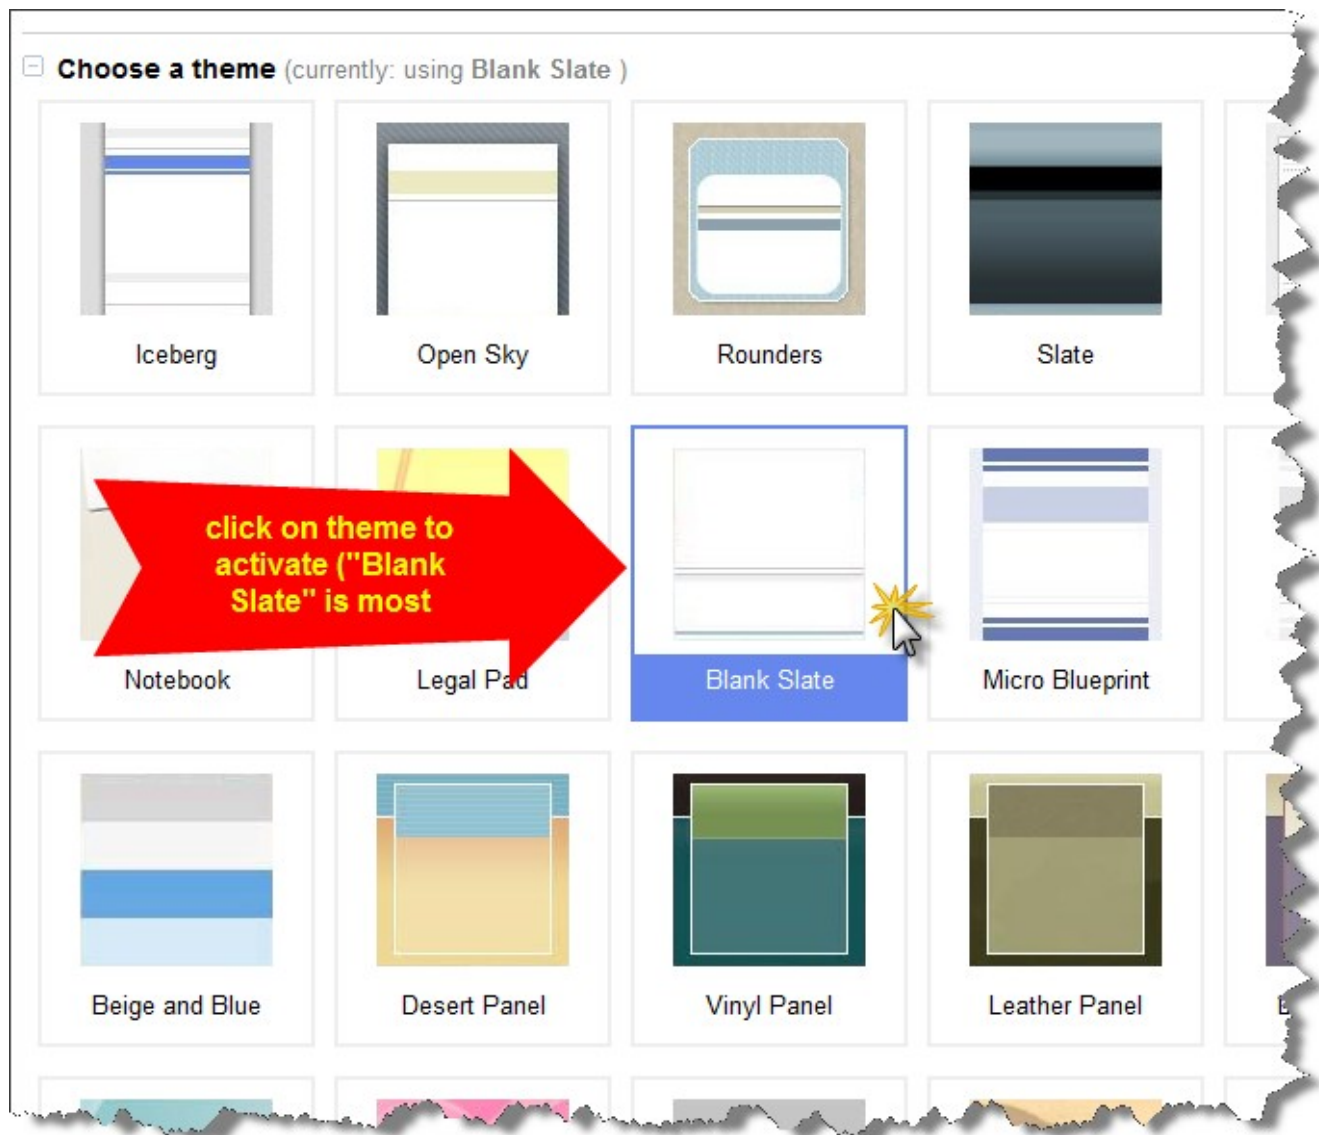 Choose a theme (currently: using Blank Slate )
Iceberg
Open Sky
Rounders
Slate
click on theme to
activate ("Blank
Slate" is most
Notebook
Legal Pad
Blank Slate
Micro Blueprint
Beige and Blue
Desert Panel
Vinyl Panel
Leather Panel